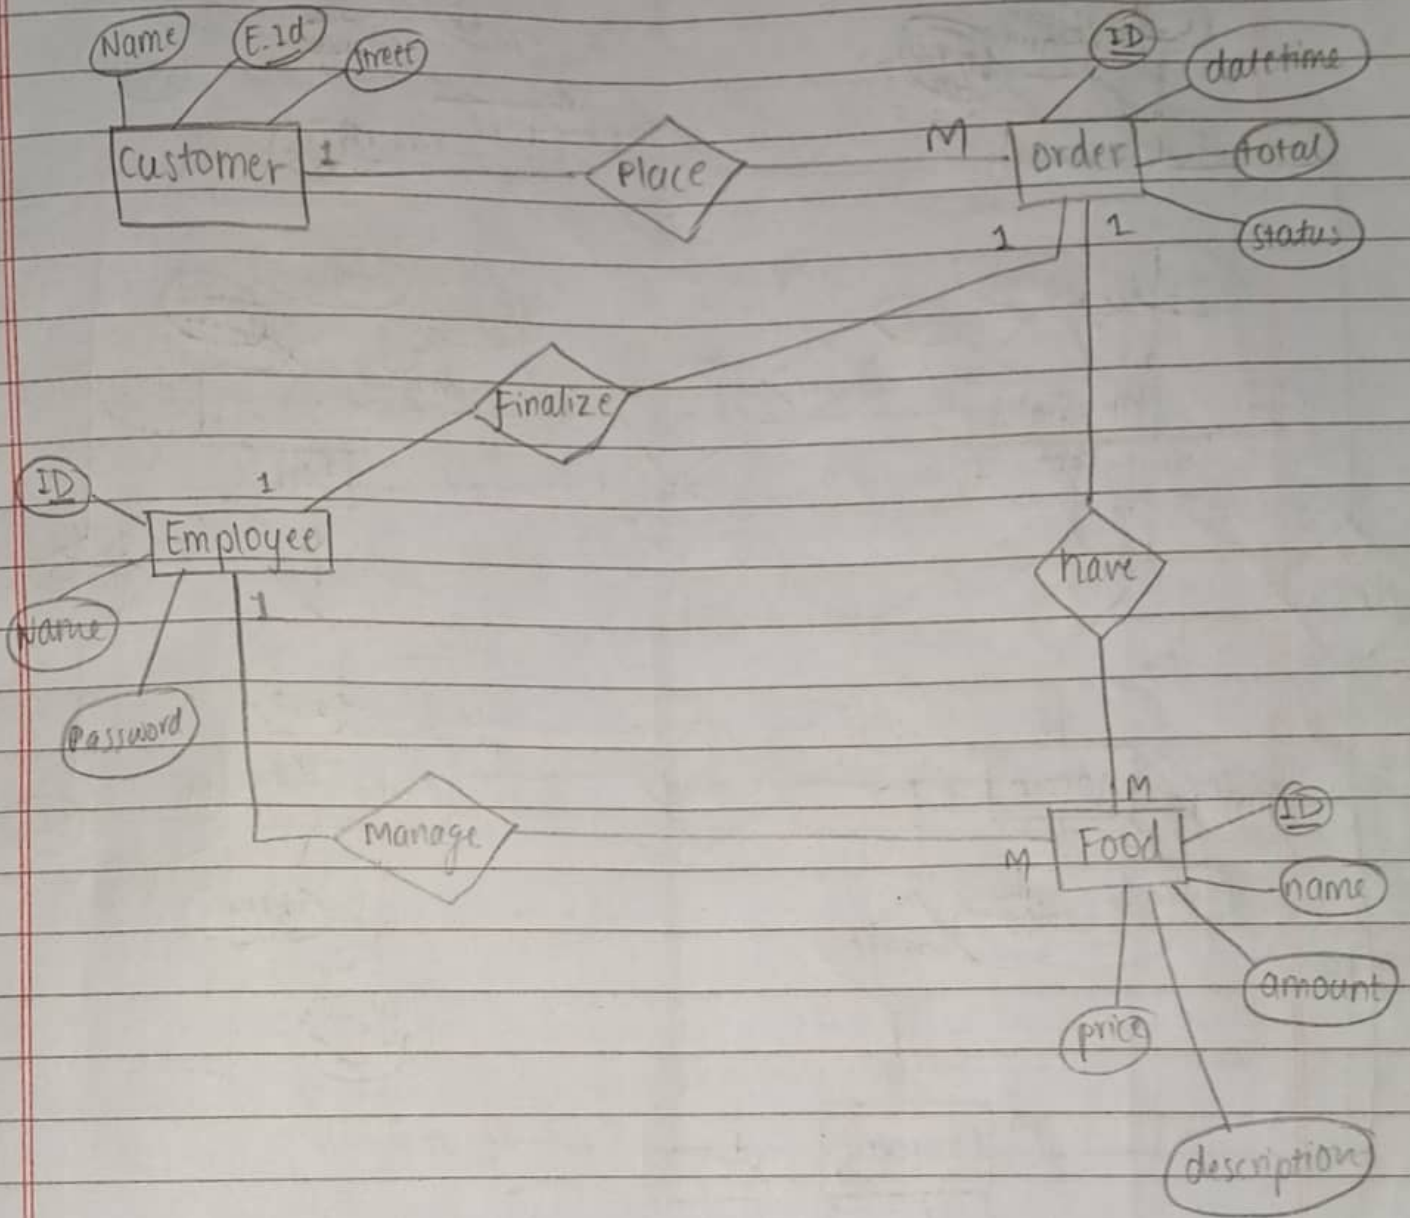 Name
E.Id
Street
ID
datetime
Customer
1
Place
M
order
total
status
1
1
Finalize
ID
1
Employee
1
Name
Password
have
Manage
M
M
Food
ID
name
amount
price
description